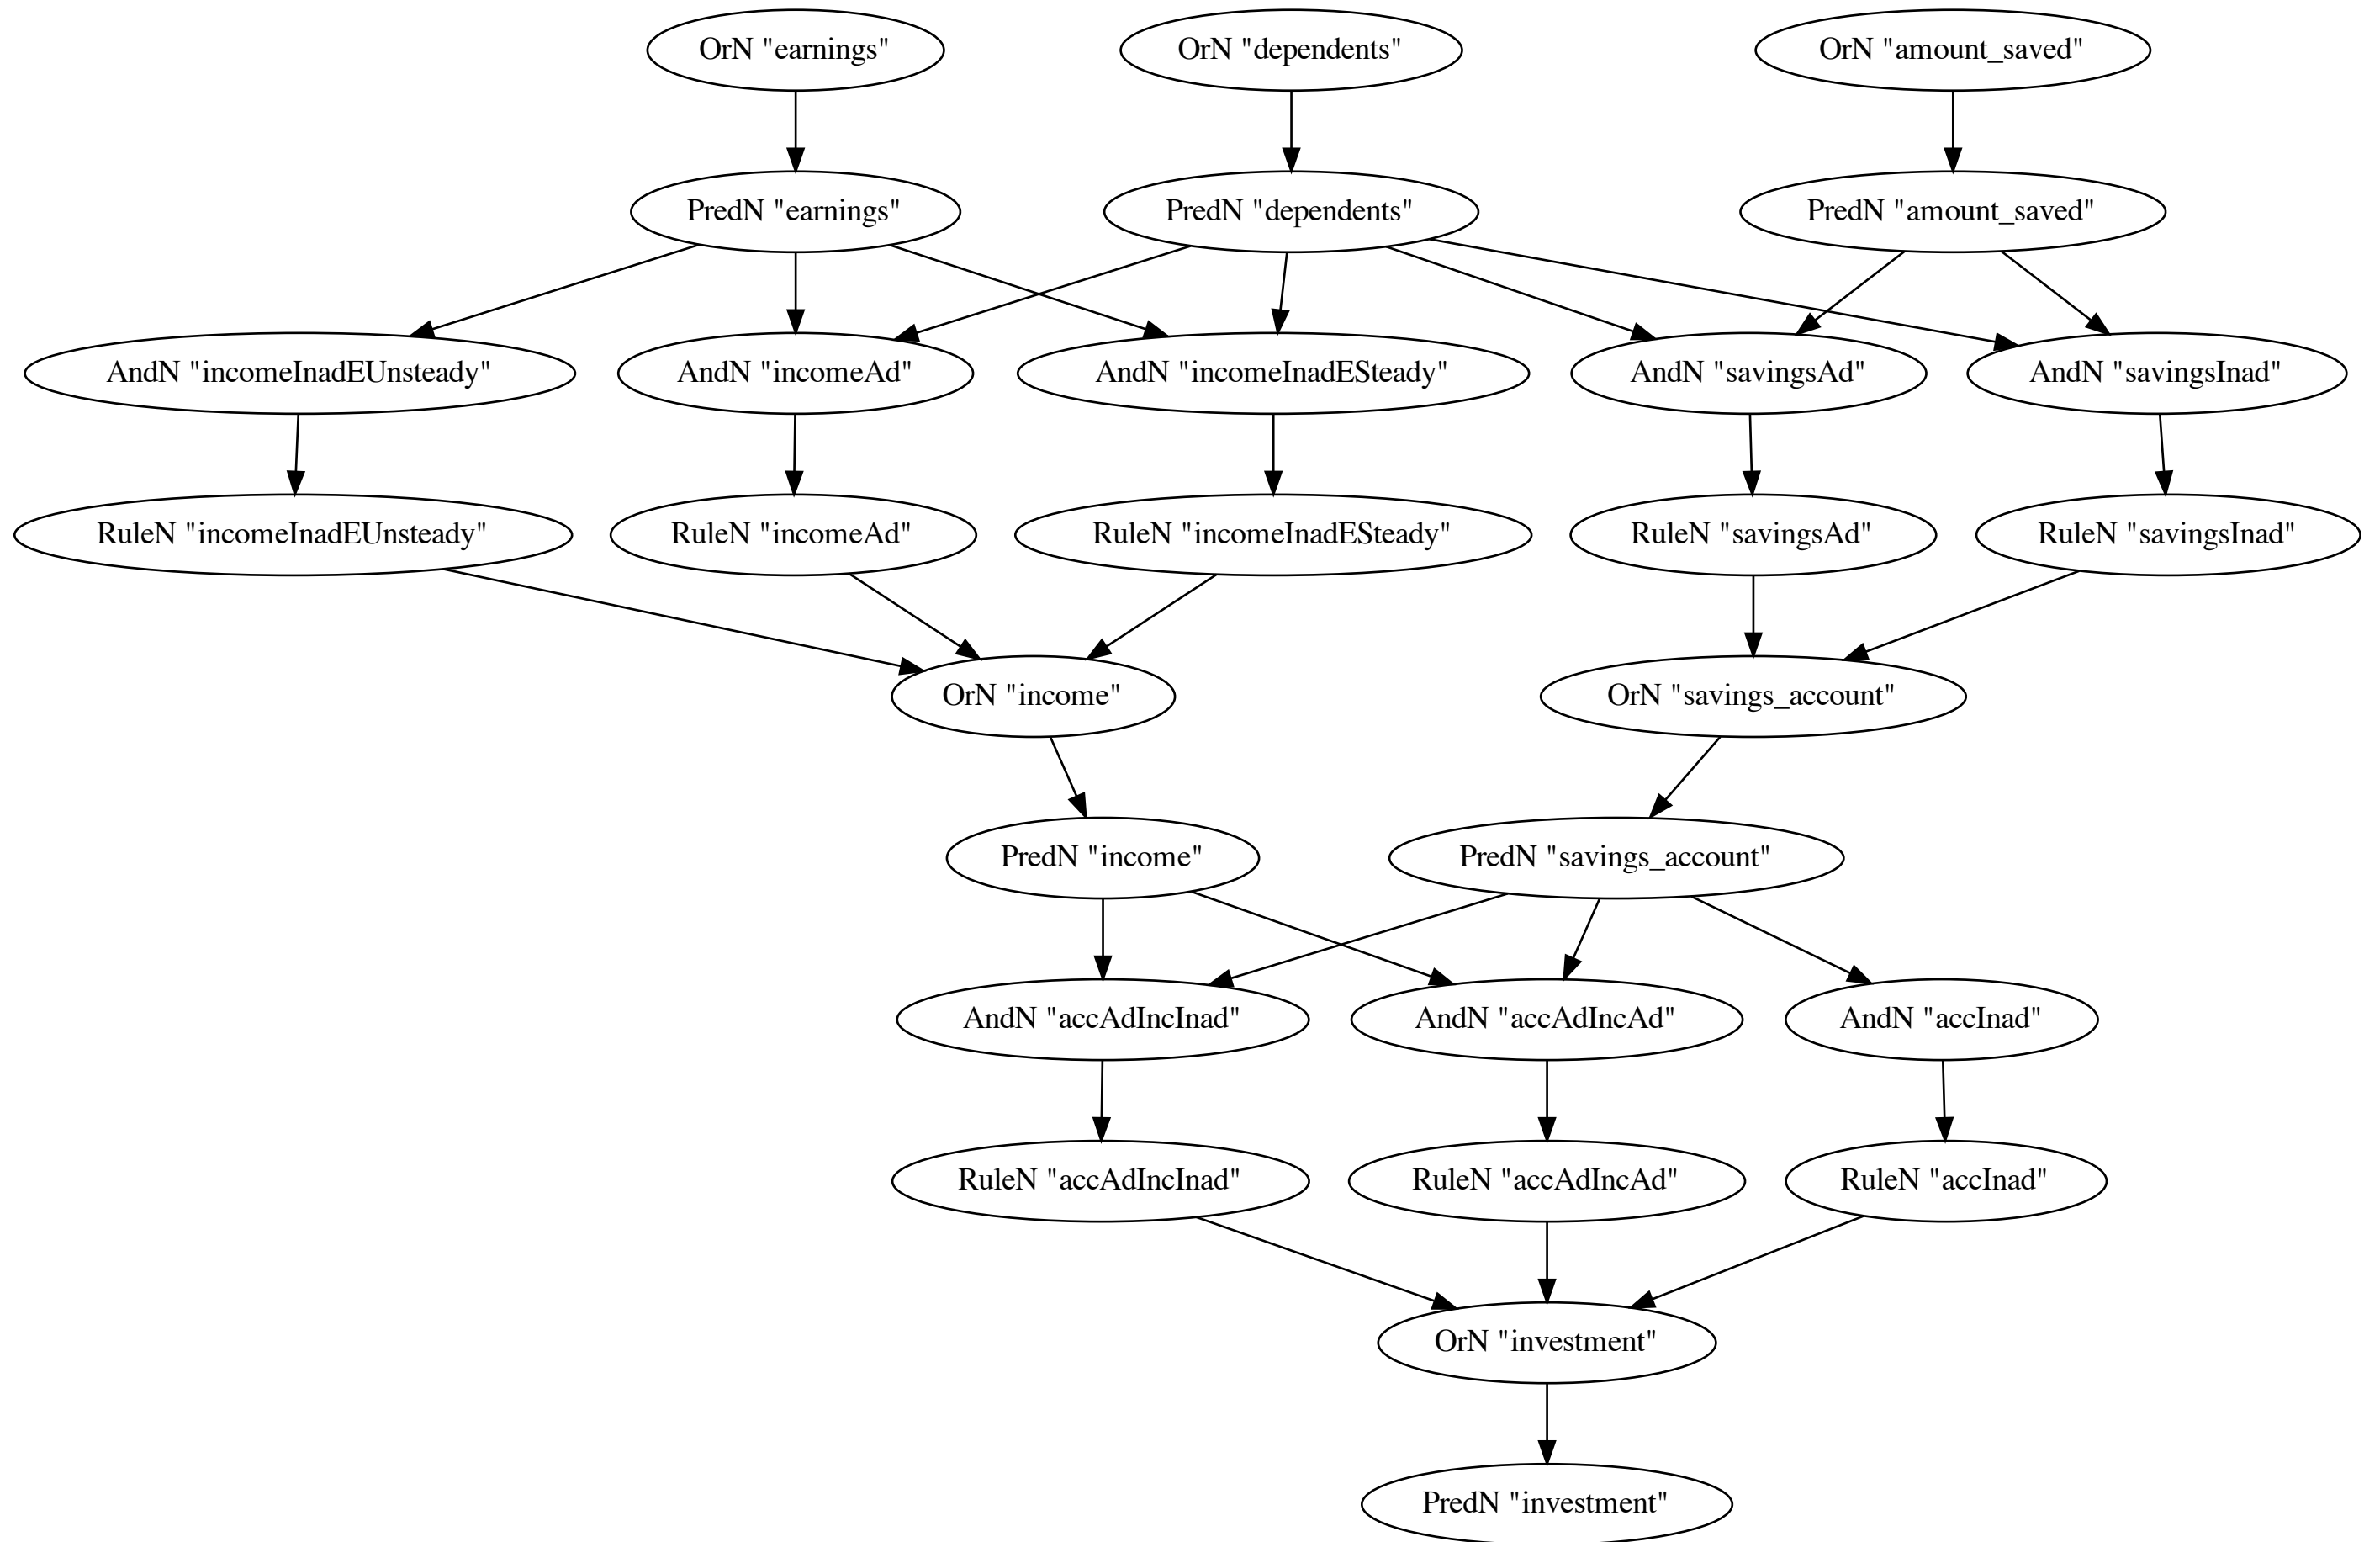 OrN "earnings"
OrN "dependents"
OrN "amount_saved"
PredN "earnings"
PredN "dependents"
PredN "amount_saved"
AndN "incomeInadEUnsteady"
AndN "incomeAd"
AndN "incomeInadESteady"
AndN "savingsAd"
AndN "savingsInad"
RuleN "incomeInadEUnsteady"
RuleN "incomeAd"
RuleN "incomeInadESteady"
RuleN "savingsAd"
RuleN "savingsInad"
OrN "income"
OrN "savings_account"
PredN "income"
PredN "savings_account"
AndN "accAdIncInad"
AndN "accAdIncAd"
AndN "accInad"
RuleN "accAdIncInad"
RuleN "accAdIncAd"
RuleN "accInad"
OrN "investment"
PredN "investment"